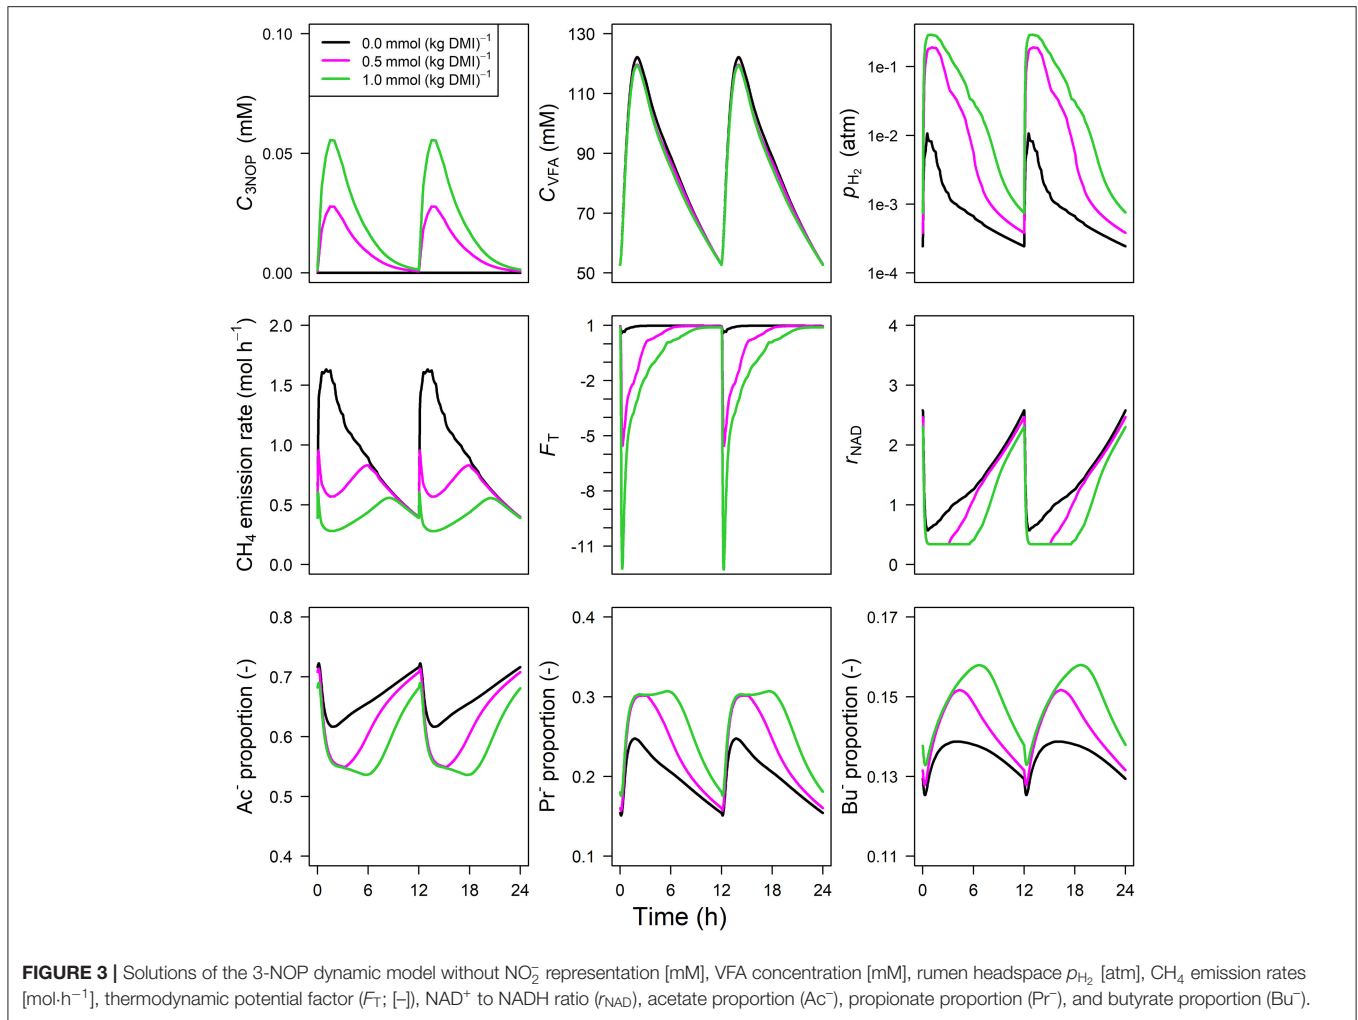 0.0 mmol (kg DMI)⁻¹
0.5 mmol (kg DMI)⁻¹
1.0 mmol (kg DMI)⁻¹
C3NOP (mM)
0.10
0.05
0.00
CVFA (mM)
130
110
90
70
50
pH2 (atm)
1e-1
1e-2
1e-3
1e-4
CH4 emission rate (mol h⁻¹)
2.0
1.5
1.0
0.5
0.0
FT
1
-2
-5
-8
-11
rNAD
4
3
2
1
0
Ac⁻ proportion (-)
0.8
0.7
0.6
0.5
0.4
0 6 12 18 24
Pr⁻ proportion (-)
0.4
0.3
0.2
0.1
0 6 12 18 24
Bu⁻ proportion (-)
0.17
0.15
0.13
0.11
0 6 12 18 24
Time (h)
FIGURE 3 | Solutions of the 3-NOP dynamic model without NO₂⁻ representation [mM], VFA concentration [mM], rumen headspace pH₂ [atm], CH₄ emission rates
[mol·h⁻¹], thermodynamic potential factor (FT; [–]), NAD⁺ to NADH ratio (rNAD), acetate proportion (Ac⁻), propionate proportion (Pr⁻), and butyrate proportion (Bu⁻).